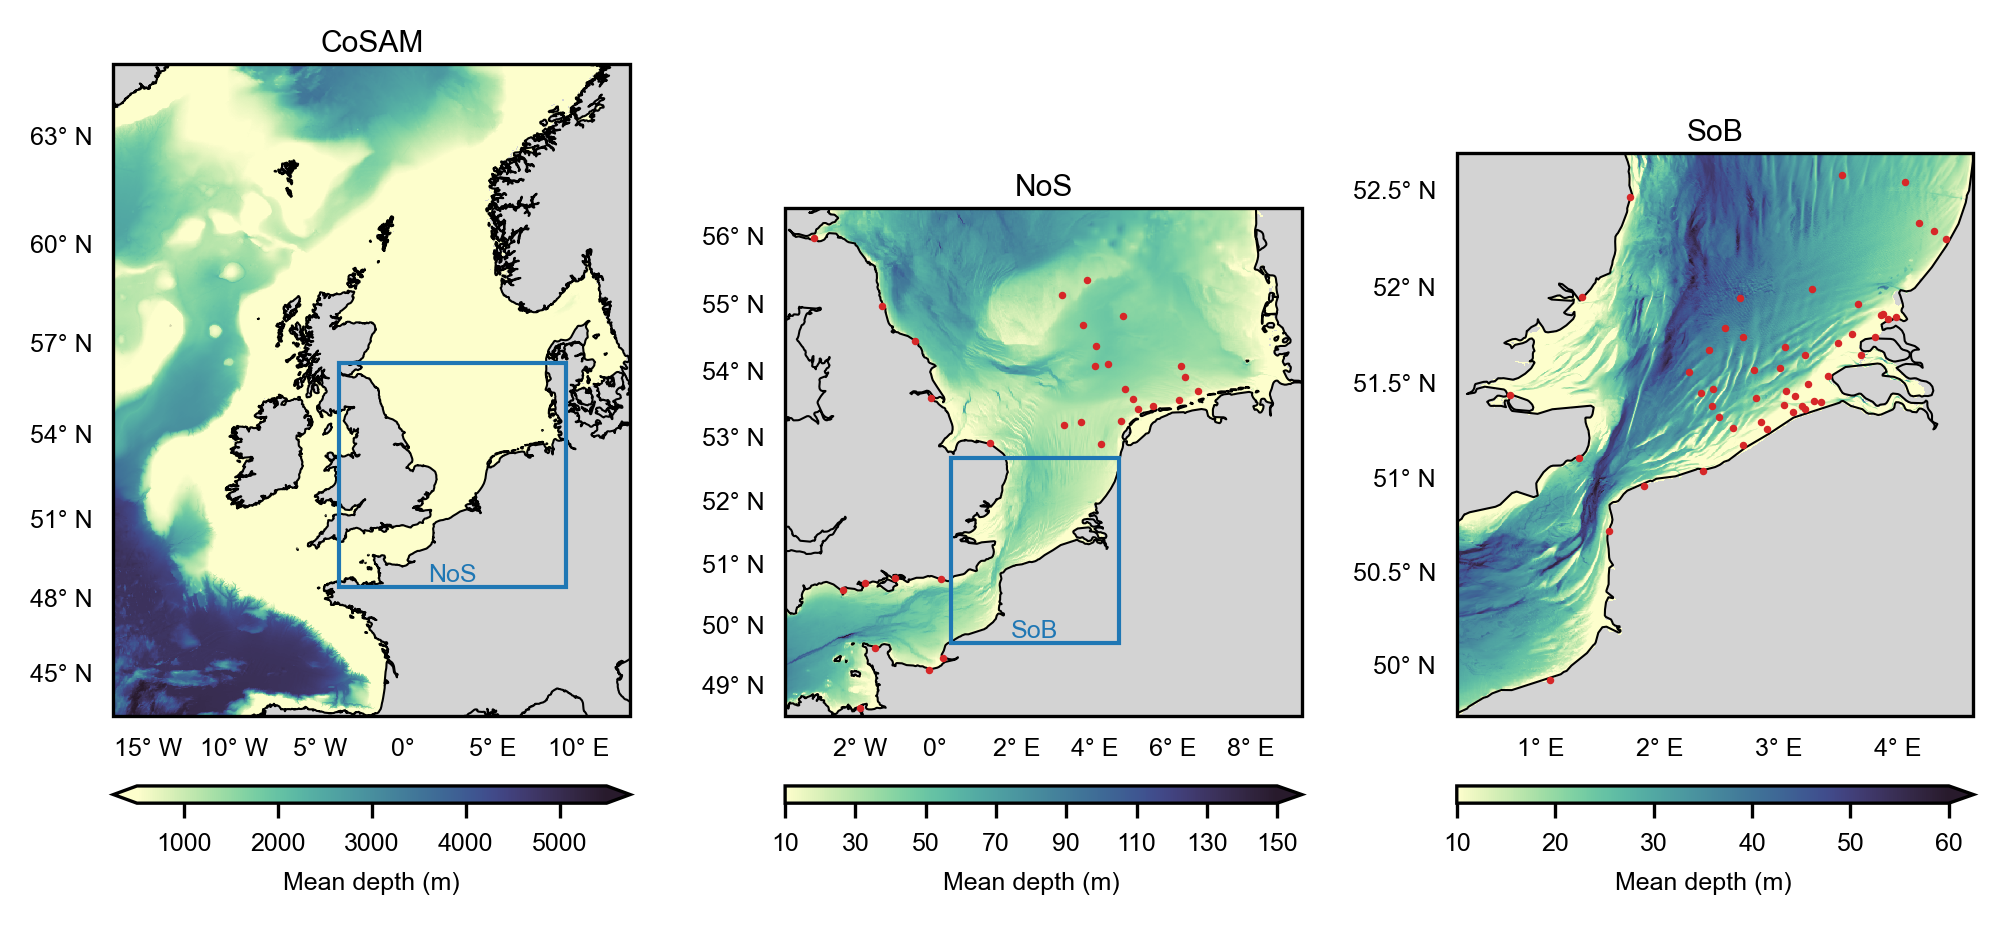 CoSAM
63° N
60° N
57° N
54° N
51° N
48° N
45° N
NoS
15° W 10° W 5° W 0° 5° E 10° E
1000 2000 3000 4000 5000
Mean depth (m)
NoS
56° N
55° N
54° N
53° N
52° N
51° N
50° N
49° N
SoB
2° W 0° 2° E 4° E 6° E 8° E
10 30 50 70 90 110 130 150
Mean depth (m)
SoB
52.5° N
52° N
51.5° N
51° N
50.5° N
50° N
1° E 2° E 3° E 4° E
10 20 30 40 50 60
Mean depth (m)